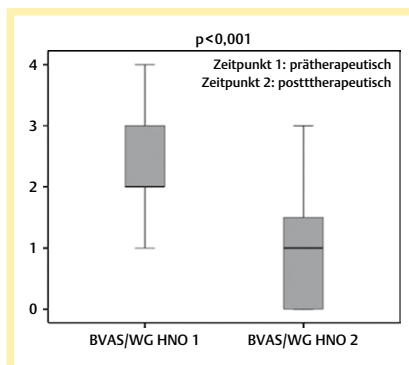 p<0,001
Zeitpunkt 1: prätherapeutisch
Zeitpunkt 2: postttherapeutisch
4
3
2
1
0
BVAS/WG HNO 1 BVAS/WG HNO 2